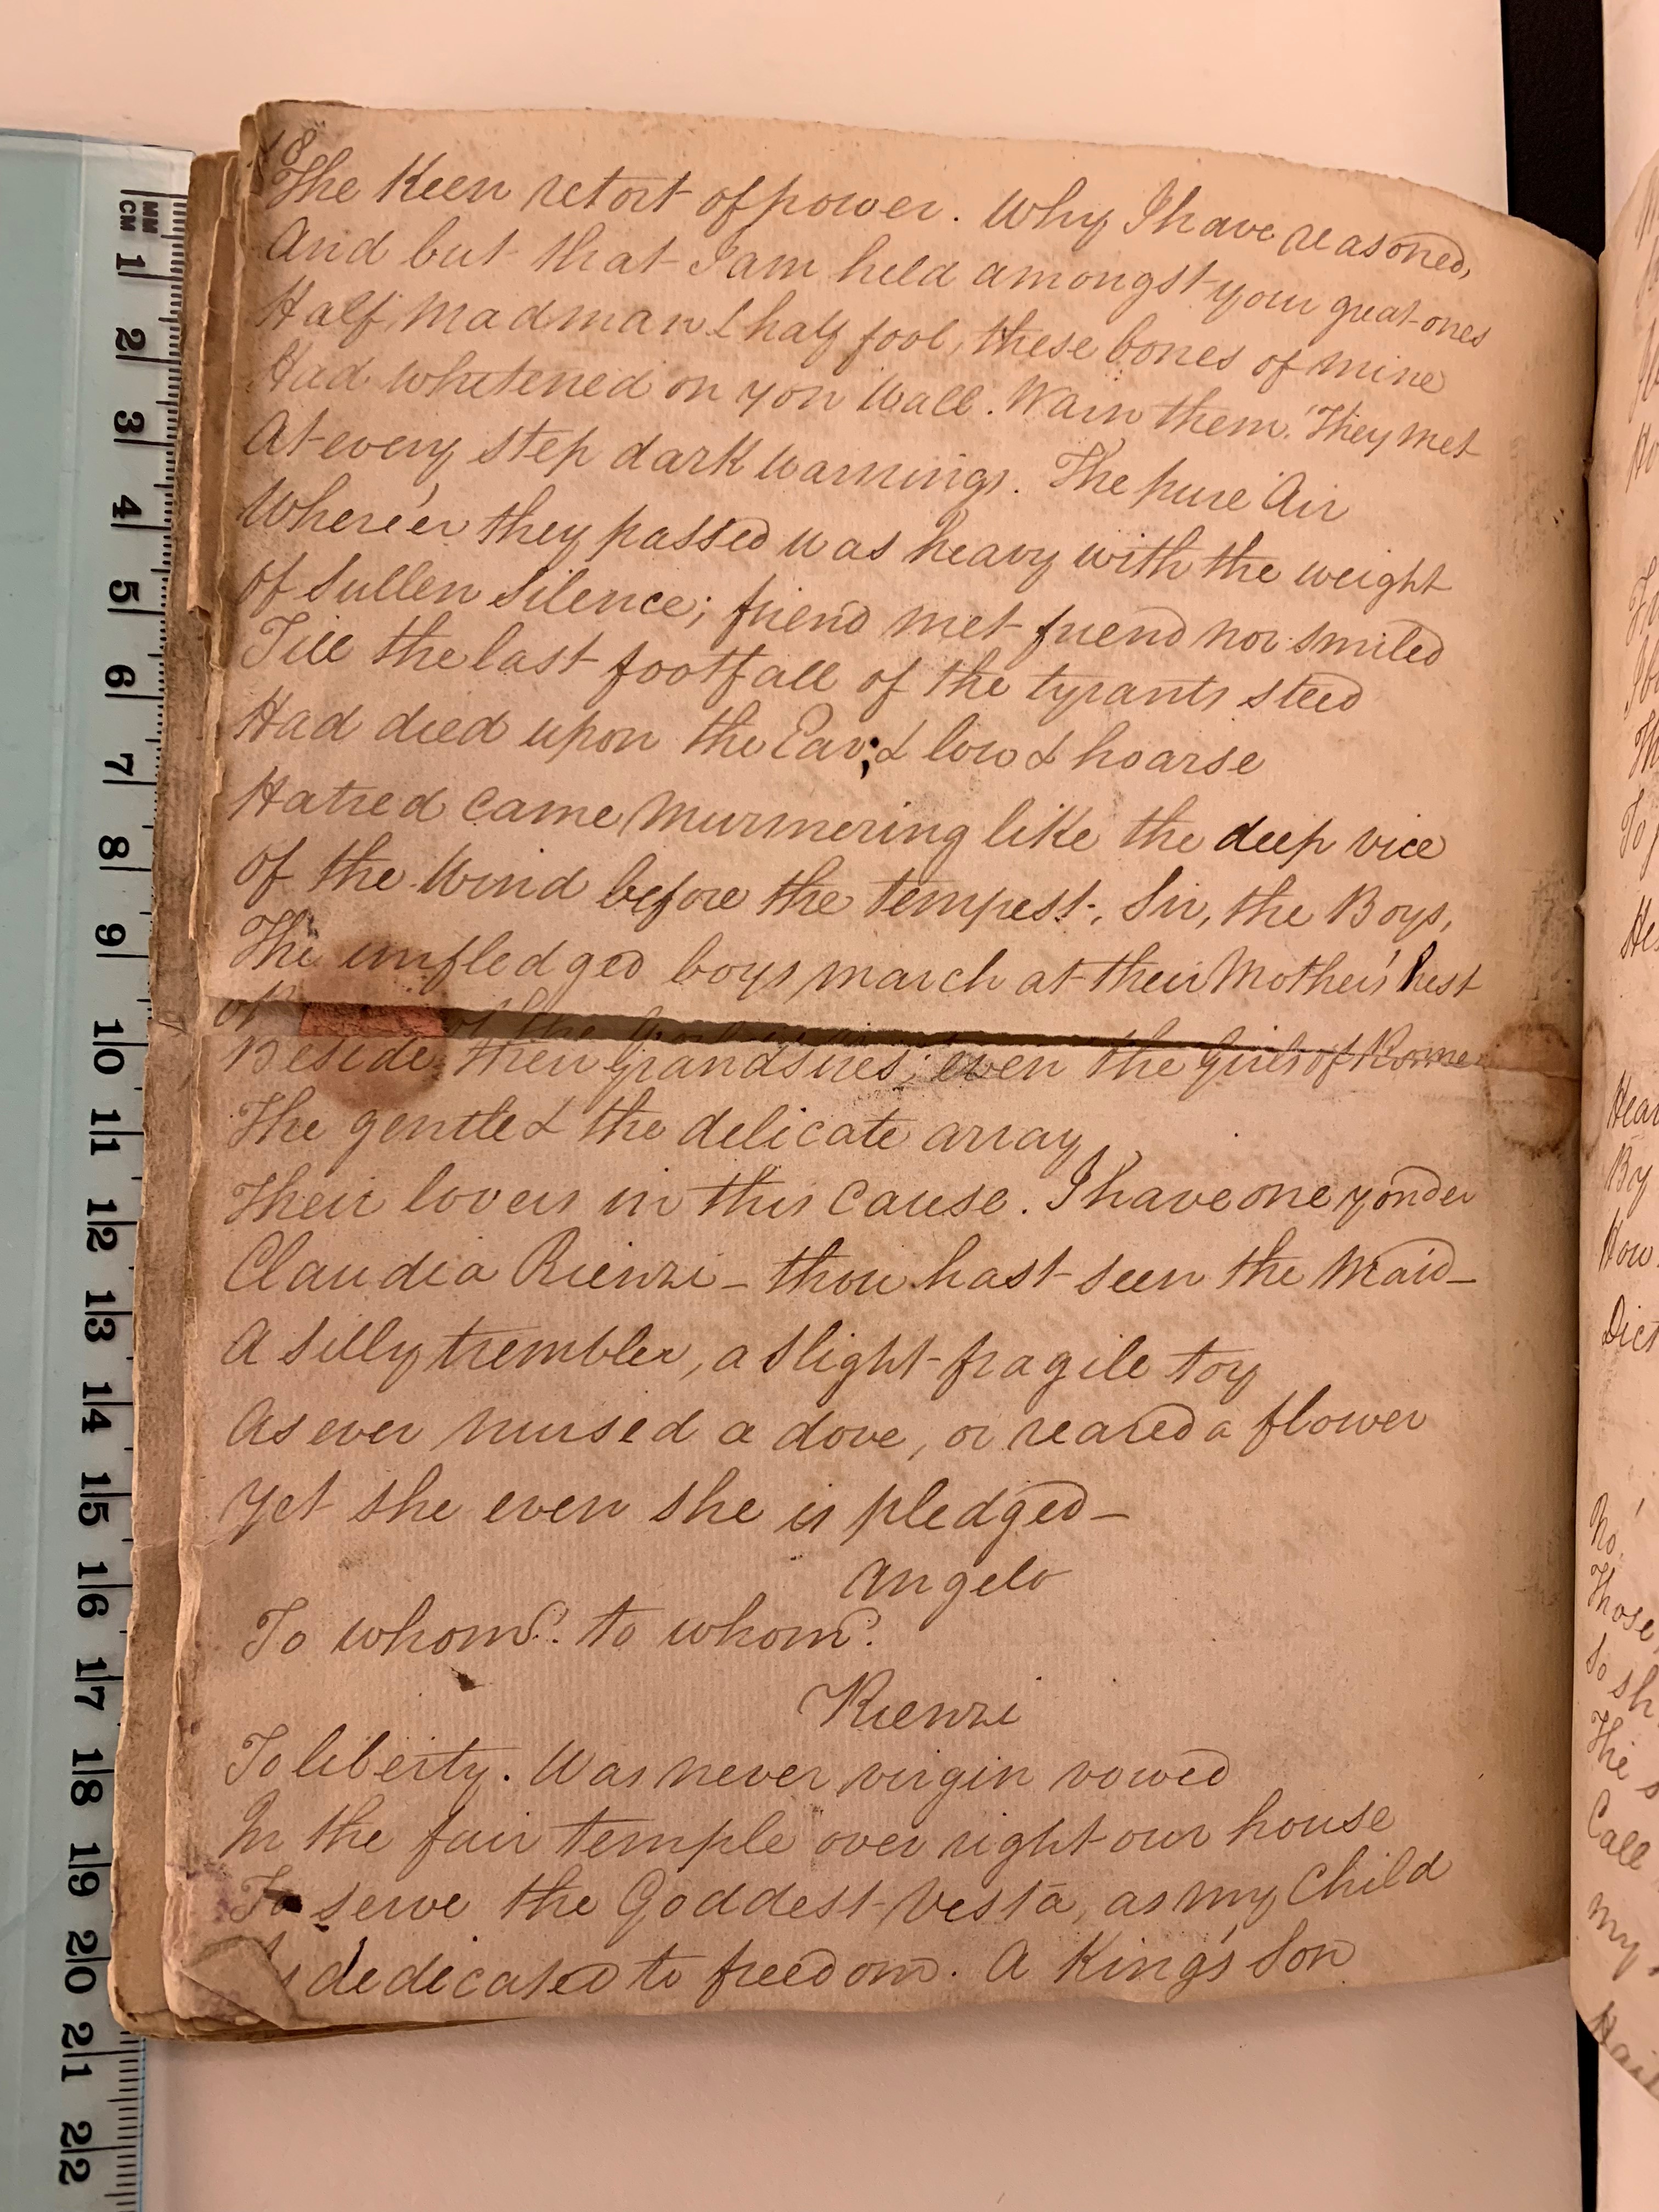 18
The Keen retort of power. Why I have reasoned,
And but that I am held amongst your great ones
Half Madman & half fool, these bones of mine
Had whitened on yon Wall. Warn them! They met
At every step dark warnings. The pure Air
Where'er they passed was heavy with the weight
Of Sullen Silence; friend met friend nor smiled
Till the last footfall of the tyrants steed
Had died upon the Ear; & low & hoarse
Hatred came Murmering like the deep vice
Of the Wind before the tempest; Sir, the Boys,
The unfledged boys march at their Mother's hest
Beside their Grandsires; even the Girls of Rome
The gentle & the delicate array
Their lovers in this Cause. I have one yonder
Claudia Rienzi – thou hast seen the Maid –
A Silly trembler, a Slight fragile toy
As ever nursed a dove, or reared a flower
Yet she even she is pledged –
Angelo
To whom? to whom?
Rienzi
To liberty. Was never virgin vowed
In the fair temple over right our house
To serve the Goddess Vesta, as my Child
dedicated to freedom. A King's Son
MM
CM
1
2
3
4
5
6
7
8
9
10
11
12
13
14
15
16
17
18
19
20
21
22
No!
Those
So sh
The s
Call
My